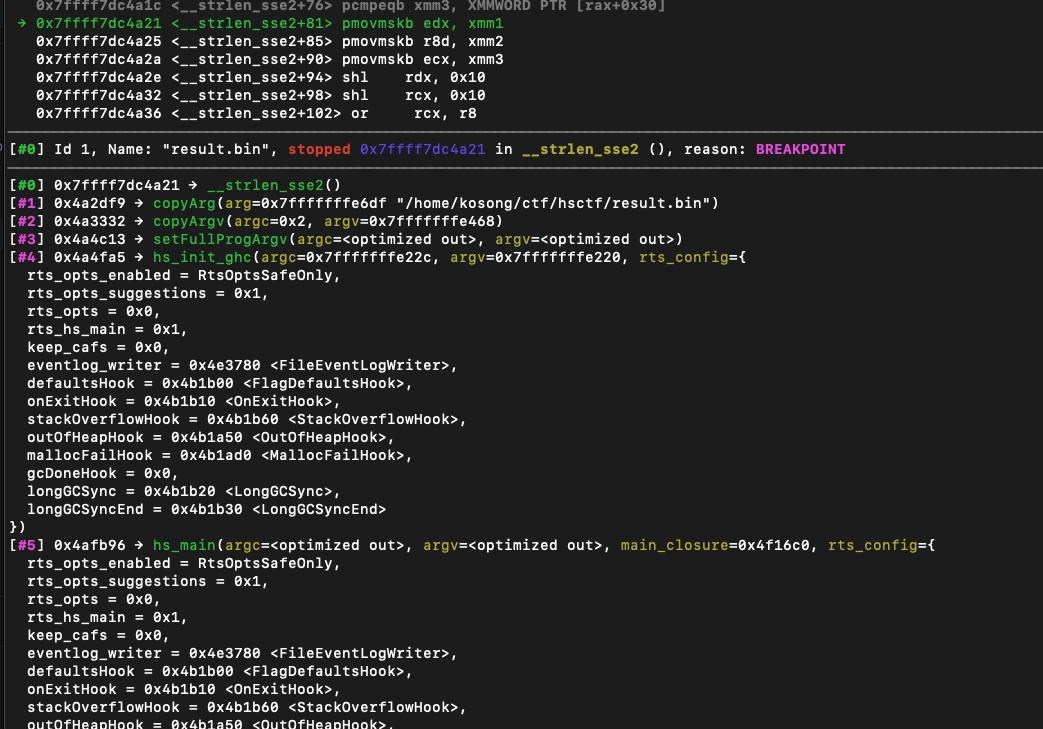 0x7ffff7dc4a1c <__strlen_sse2+76> pcmpeqb xmm3, XMMWORD PTR [rax+0x30]
→ 0x7ffff7dc4a21 <__strlen_sse2+81> pmovmskb edx, xmm1
0x7ffff7dc4a25 <__strlen_sse2+85> pmovmskb r8d, xmm2
0x7ffff7dc4a2a <__strlen_sse2+90> pmovmskb ecx, xmm3
0x7ffff7dc4a2e <__strlen_sse2+94> shl    rdx, 0x10
0x7ffff7dc4a32 <__strlen_sse2+98> shl    rcx, 0x10
0x7ffff7dc4a36 <__strlen_sse2+102> or     rcx, r8
[#0] Id 1, Name: "result.bin", stopped 0x7ffff7dc4a21 in __strlen_sse2 (), reason: BREAKPOINT
[#0] 0x7ffff7dc4a21 → __strlen_sse2()
[#1] 0x4a2df9 → copyArg(arg=0x7fffffffe6df "/home/kosong/ctf/hsctf/result.bin")
[#2] 0x4a3332 → copyArgv(argc=0x2, argv=0x7fffffffe468)
[#3] 0x4a4c13 → setFullProgArgv(argc=<optimized out>, argv=<optimized out>)
[#4] 0x4a4fa5 → hs_init_ghc(argc=0x7fffffffe22c, argv=0x7fffffffe220, rts_config={
rts_opts_enabled = RtsOptsSafeOnly,
rts_opts_suggestions = 0x1,
rts_opts = 0x0,
rts_hs_main = 0x1,
keep_cafs = 0x0,
eventlog_writer = 0x4e3780 <FileEventLogWriter>,
defaultsHook = 0x4b1b00 <FlagDefaultsHook>,
onExitHook = 0x4b1b10 <OnExitHook>,
stackOverflowHook = 0x4b1b60 <StackOverflowHook>,
outOfHeapHook = 0x4b1a50 <OutOfHeapHook>,
mallocFailHook = 0x4b1ad0 <MallocFailHook>,
gcDoneHook = 0x0,
longGCSync = 0x4b1b20 <LongGCSync>,
longGCSyncEnd = 0x4b1b30 <LongGCSyncEnd>
})
[#5] 0x4afb96 → hs_main(argc=<optimized out>, argv=<optimized out>, main_closure=0x4f16c0, rts_config={
rts_opts_enabled = RtsOptsSafeOnly,
rts_opts_suggestions = 0x1,
rts_opts = 0x0,
rts_hs_main = 0x1,
keep_cafs = 0x0,
eventlog_writer = 0x4e3780 <FileEventLogWriter>,
defaultsHook = 0x4b1b00 <FlagDefaultsHook>,
onExitHook = 0x4b1b10 <OnExitHook>,
stackOverflowHook = 0x4b1b60 <StackOverflowHook>,
outOfHeapHook = 0x4b1a50 <OutOfHeapHook>,